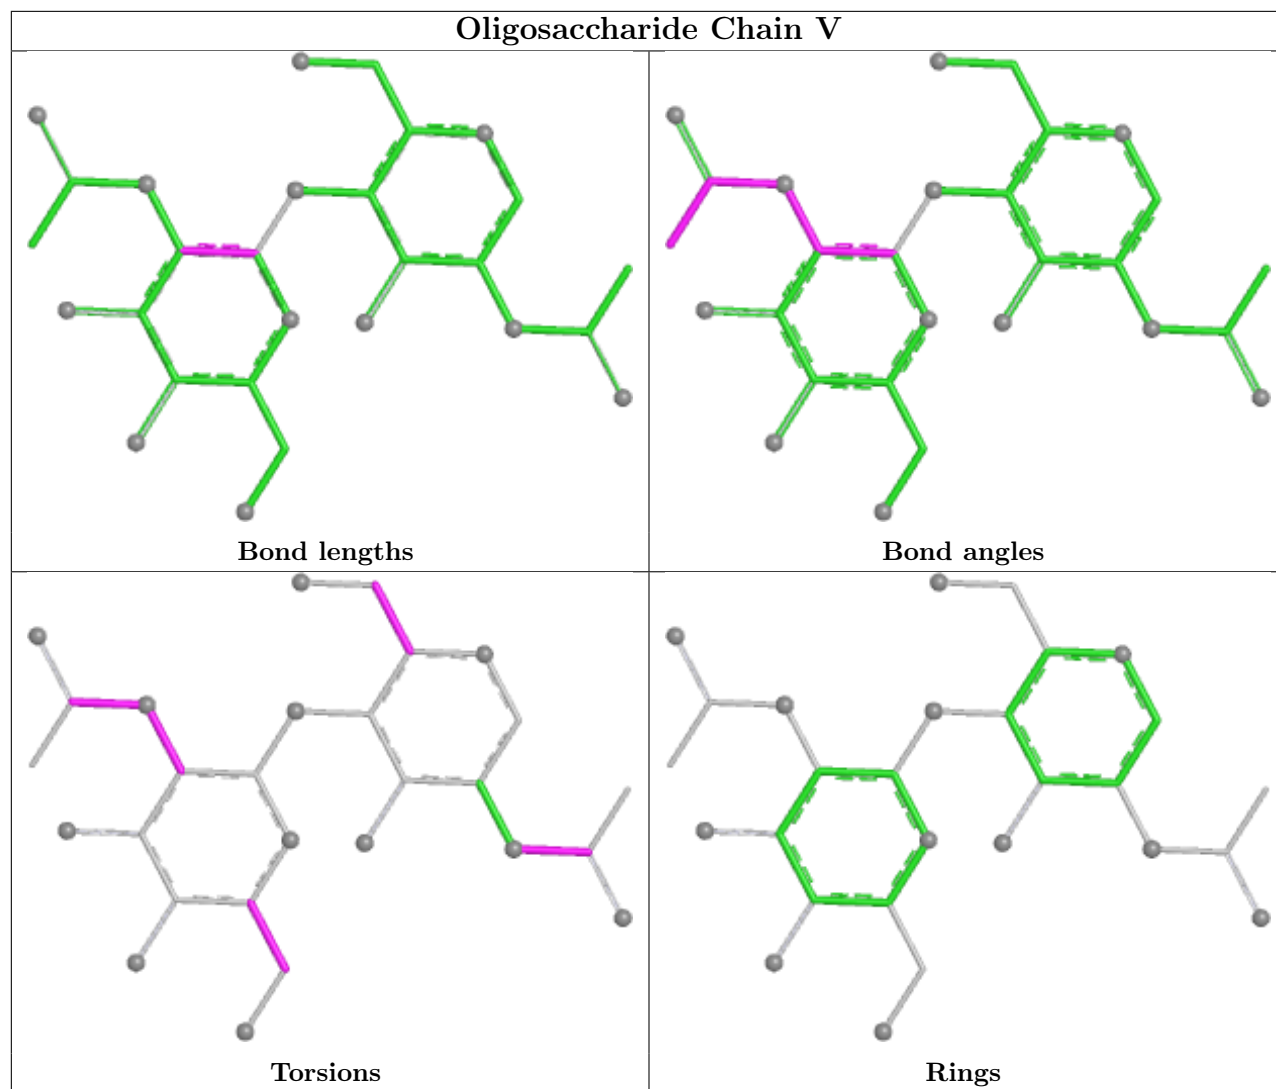 Oligosaccharide Chain V
Bond lengths
Bond angles
Torsions
Rings